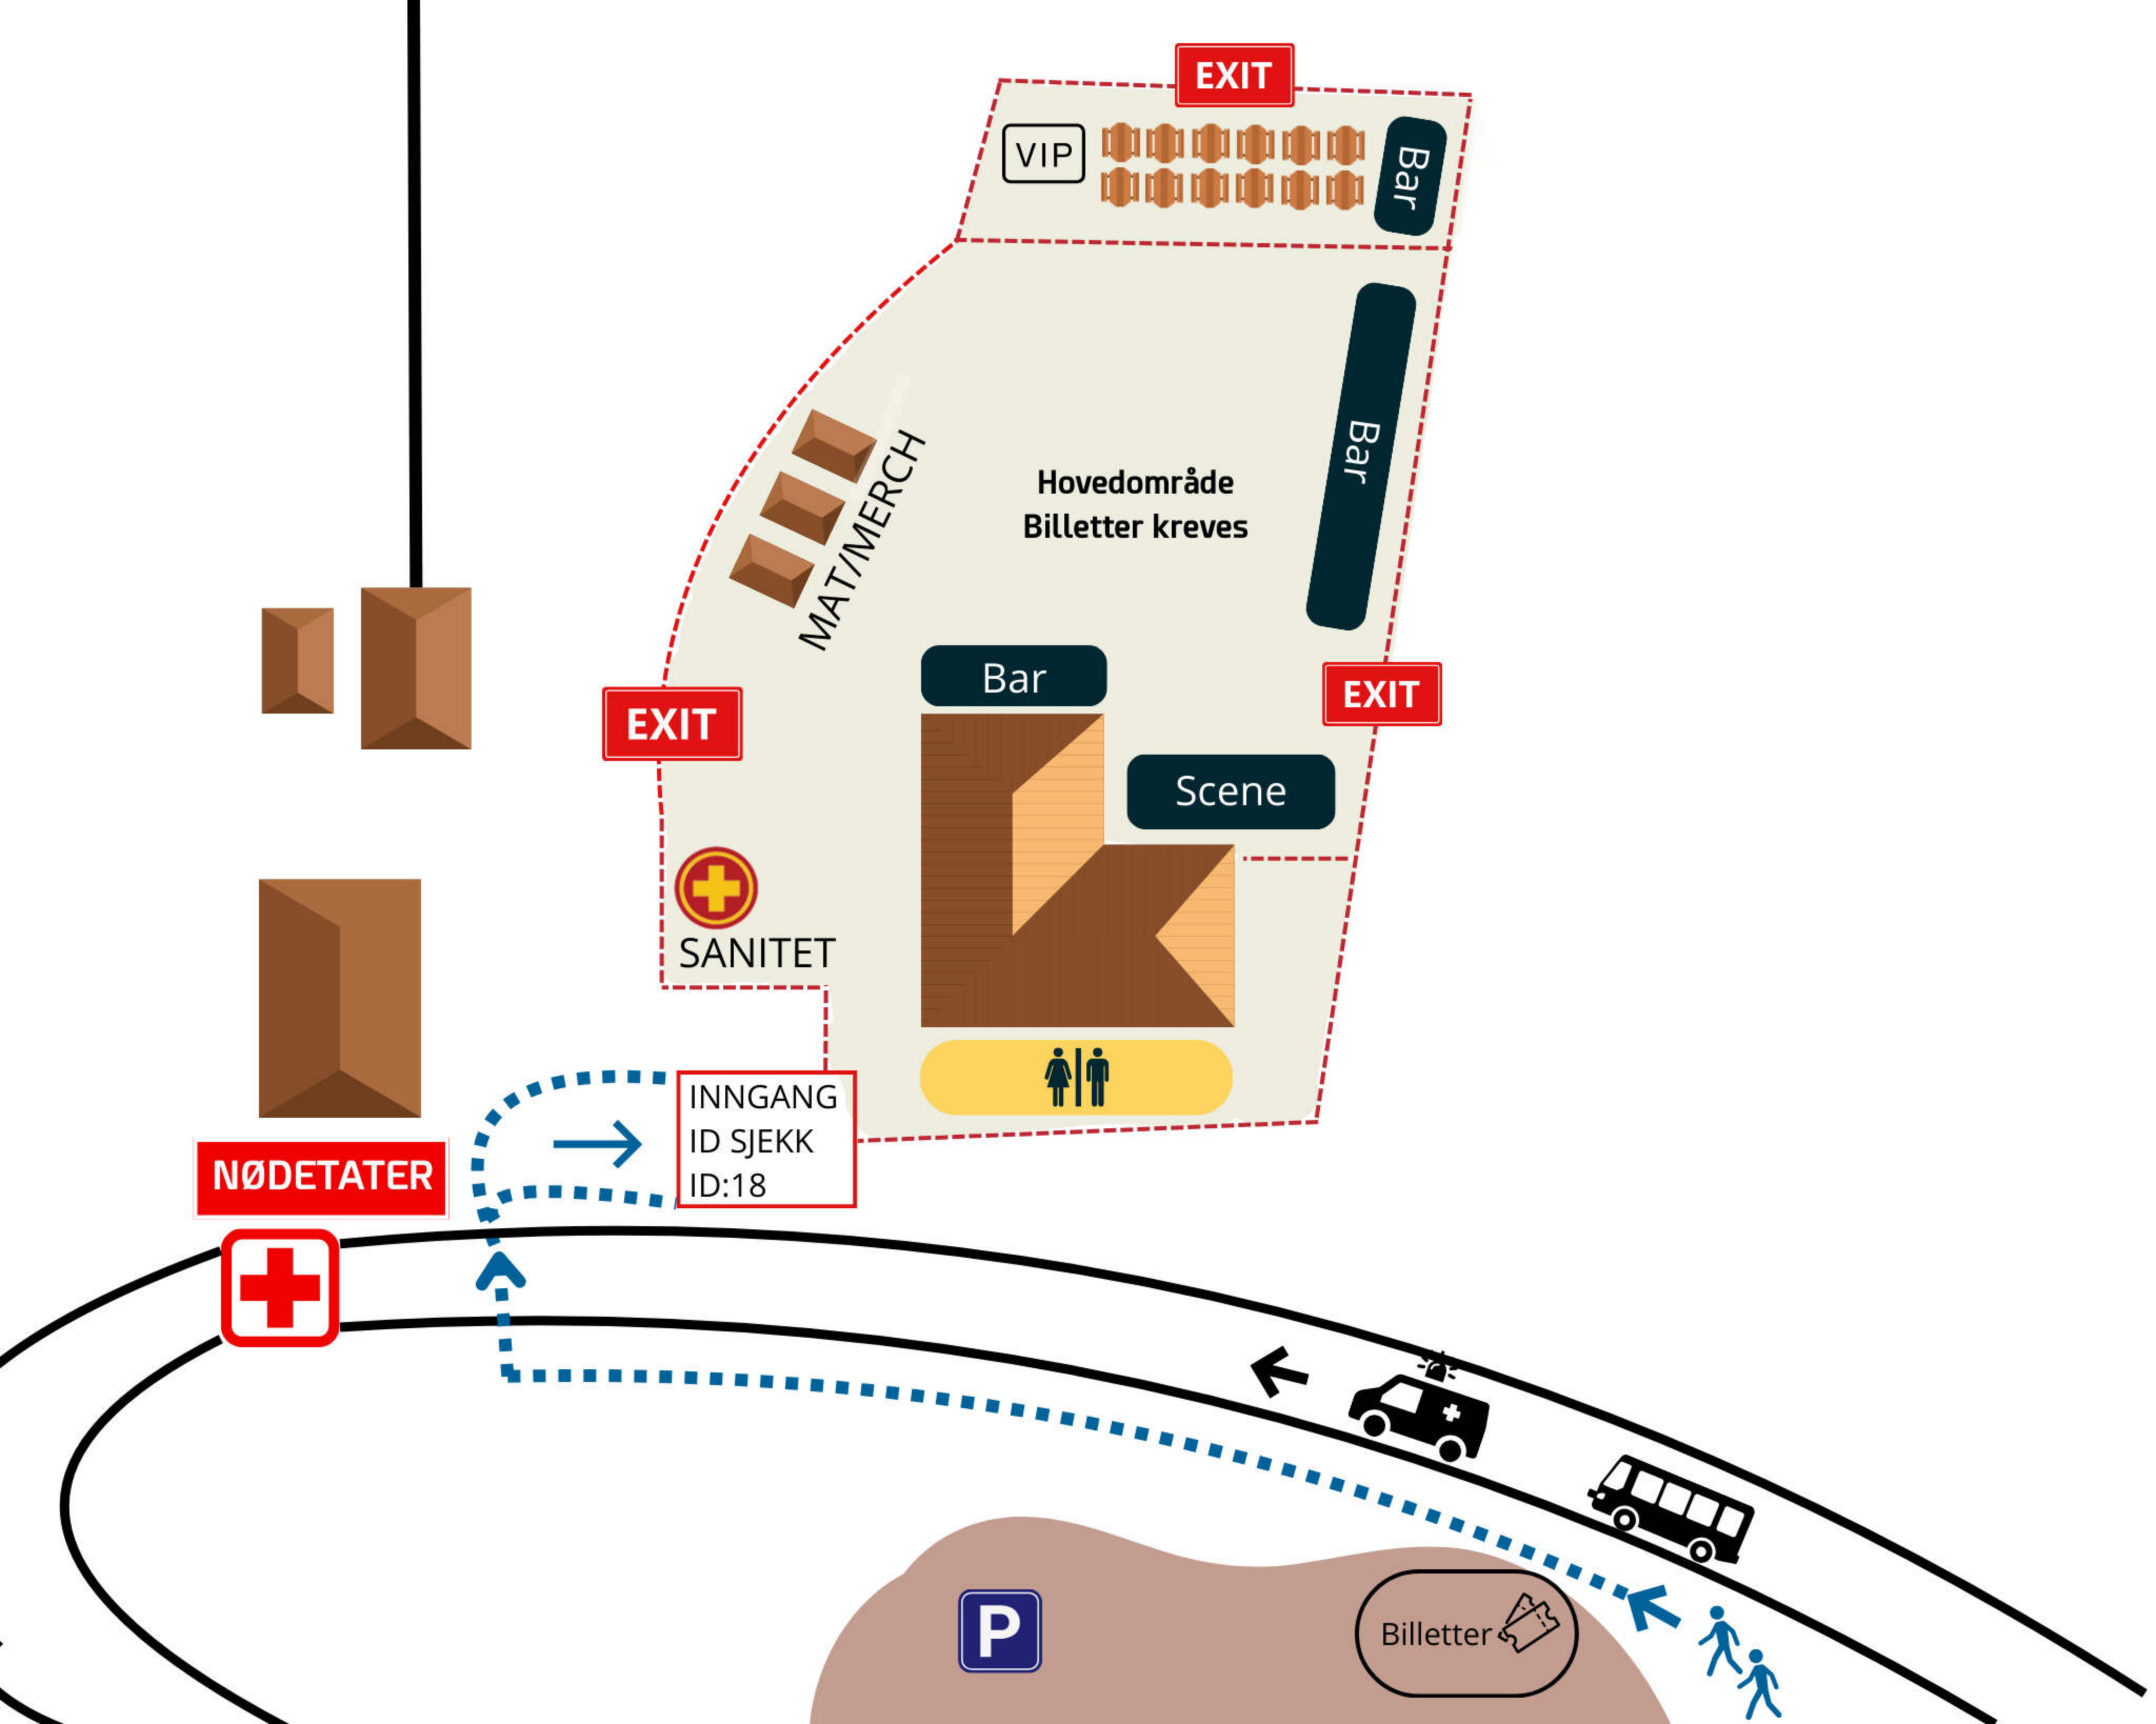 EXIT
VIP
Bar
Bar
MAT/MERCH
Hovedområde
Billetter kreves
Bar
EXIT
EXIT
Scene
SANITET
INNGANG
ID SJEKK
ID:18
NØDETATER
P
Billetter